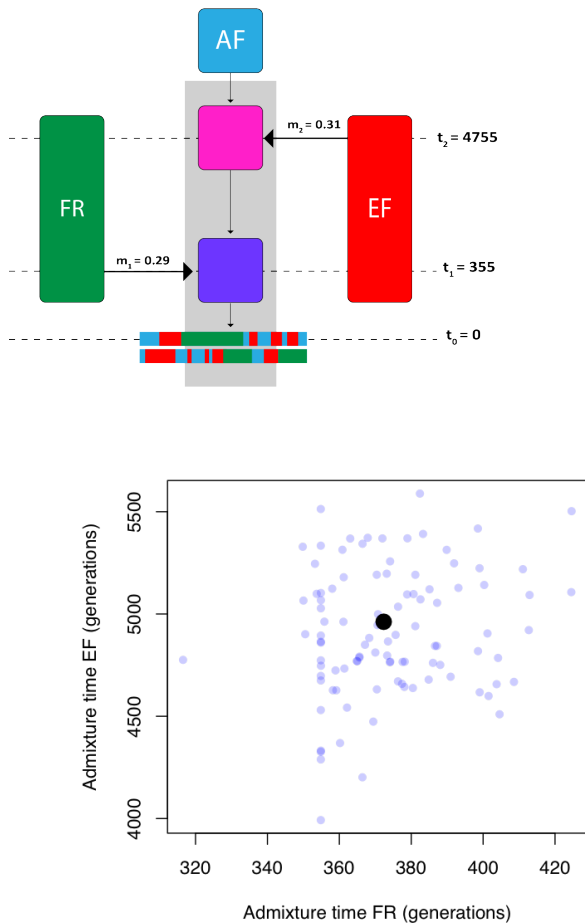 AF
m₂ = 0.31
t₂ = 4755
FR
EF
m₁ = 0.29
t₁ = 355
t₀ = 0
Admixture time EF (generations)
5500
5000
4500
4000
320 340 360 380 400 420
Admixture time FR (generations)